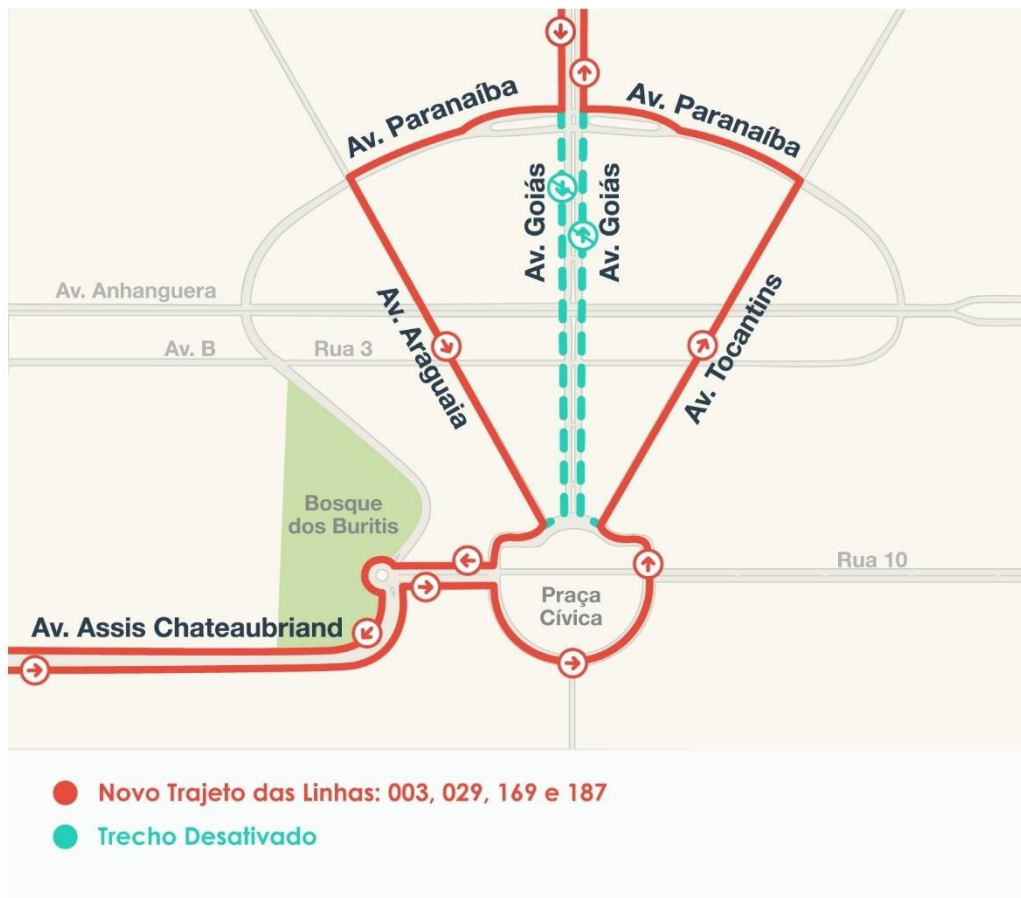 Av. Paranaíba
Av. Paranaíba
Av. Goiás
Av. Goiás
Av. Anhanguera
Av. Araguaia
Av. Tocantins
Av. B
Rua 3
Bosque
dos Buritis
Rua 10
Praça
Cívica
Av. Assis Chateaubriand
Novo Trajeto das Linhas: 003, 029, 169 e 187
Trecho Desativado